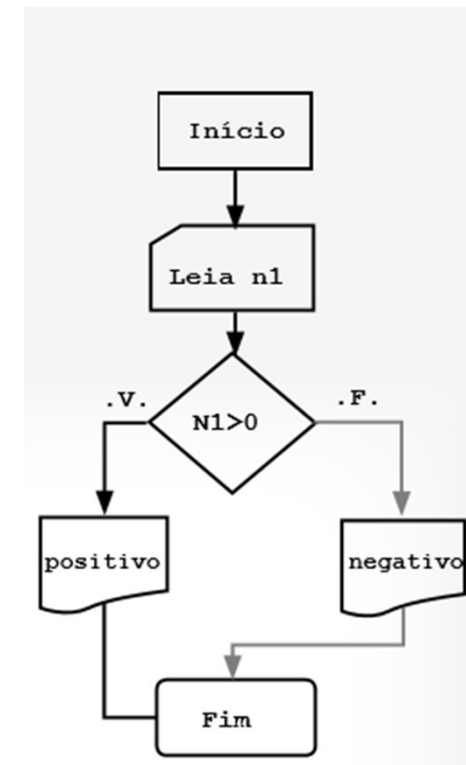 Início
Leia n1
N1>0
.V.
.F.
positivo
negativo
Fim